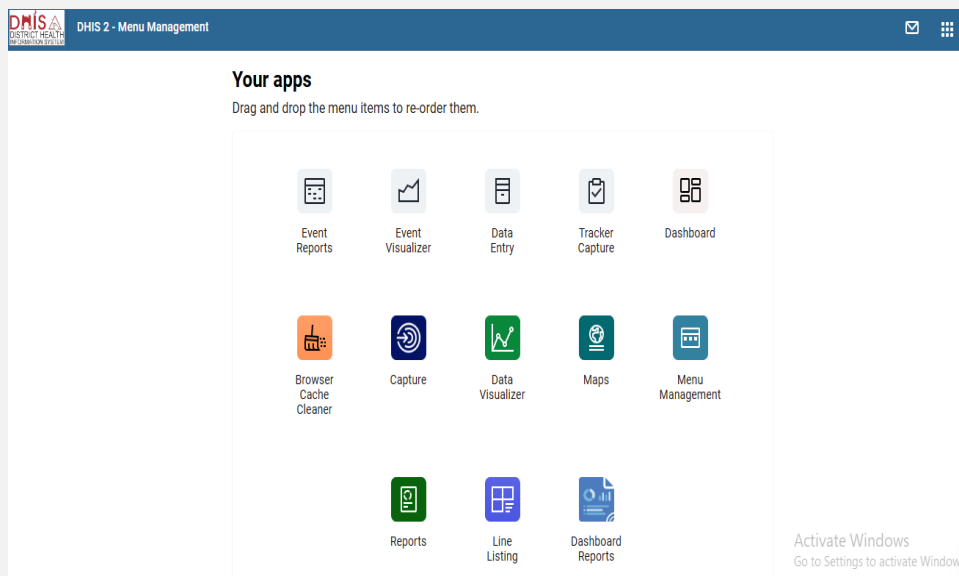 DHIS
DISTRICT HEALTH
INFORMATION SYSTEM
DHIS 2 - Menu Management
Your apps
Drag and drop the menu items to re-order them.
Event
Reports
Event
Visualizer
Data
Entry
Tracker
Capture
Dashboard
Browser
Cache
Cleaner
Capture
Data
Visualizer
Maps
Menu
Management
Reports
Line
Listing
Dashboard
Reports
Activate Windows
Go to Settings to activate Window